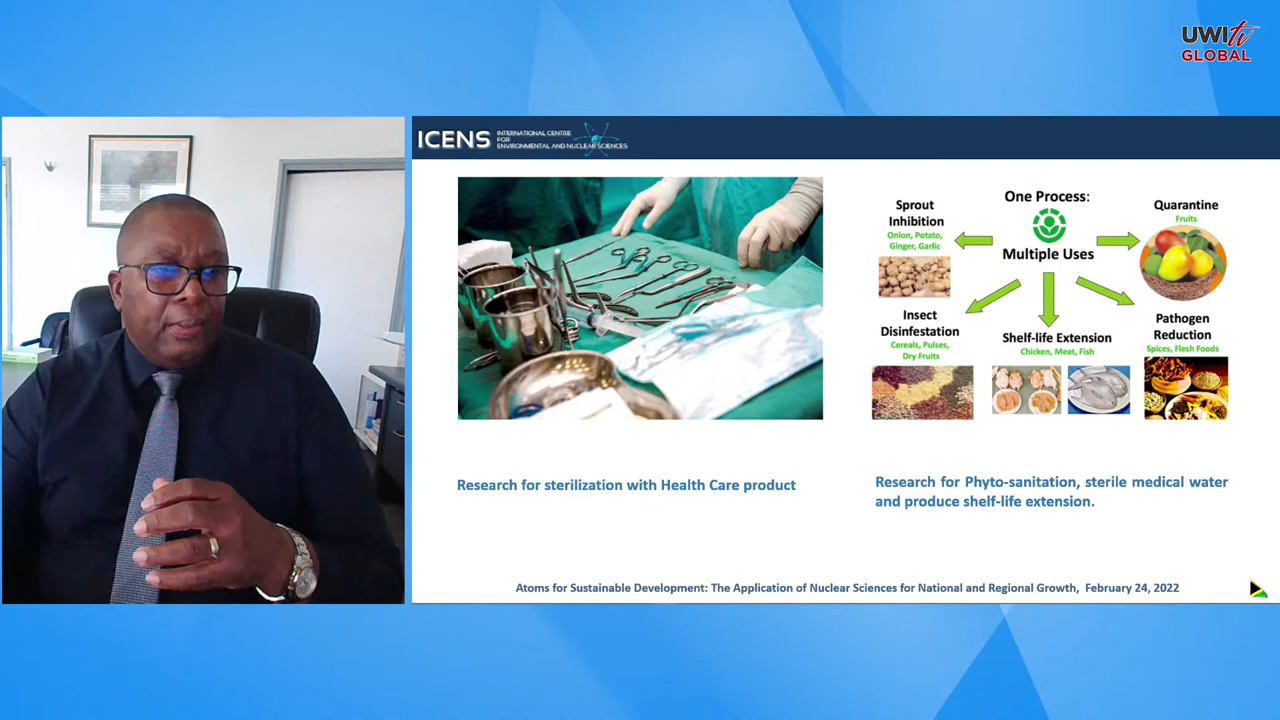 UWItv
GLOBAL
ICENS
INTERNATIONAL CENTRE
FOR
ENVIRONMENTAL AND NUCLEAR SCIENCES
One Process:
Multiple Uses
Sprout
Inhibition
Onion, Potato,
Ginger, Garlic
Quarantine
Fruits
Insect
Disinfestation
Cereals, Pulses,
Dry Fruits
Shelf-life Extension
Chicken, Meat, Fish
Pathogen
Reduction
Spices, Flesh Foods
Research for sterilization with Health Care product
Research for Phyto-sanitation, sterile medical water
and produce shelf-life extension.
Atoms for Sustainable Development: The Application of Nuclear Sciences for National and Regional Growth, February 24, 2022